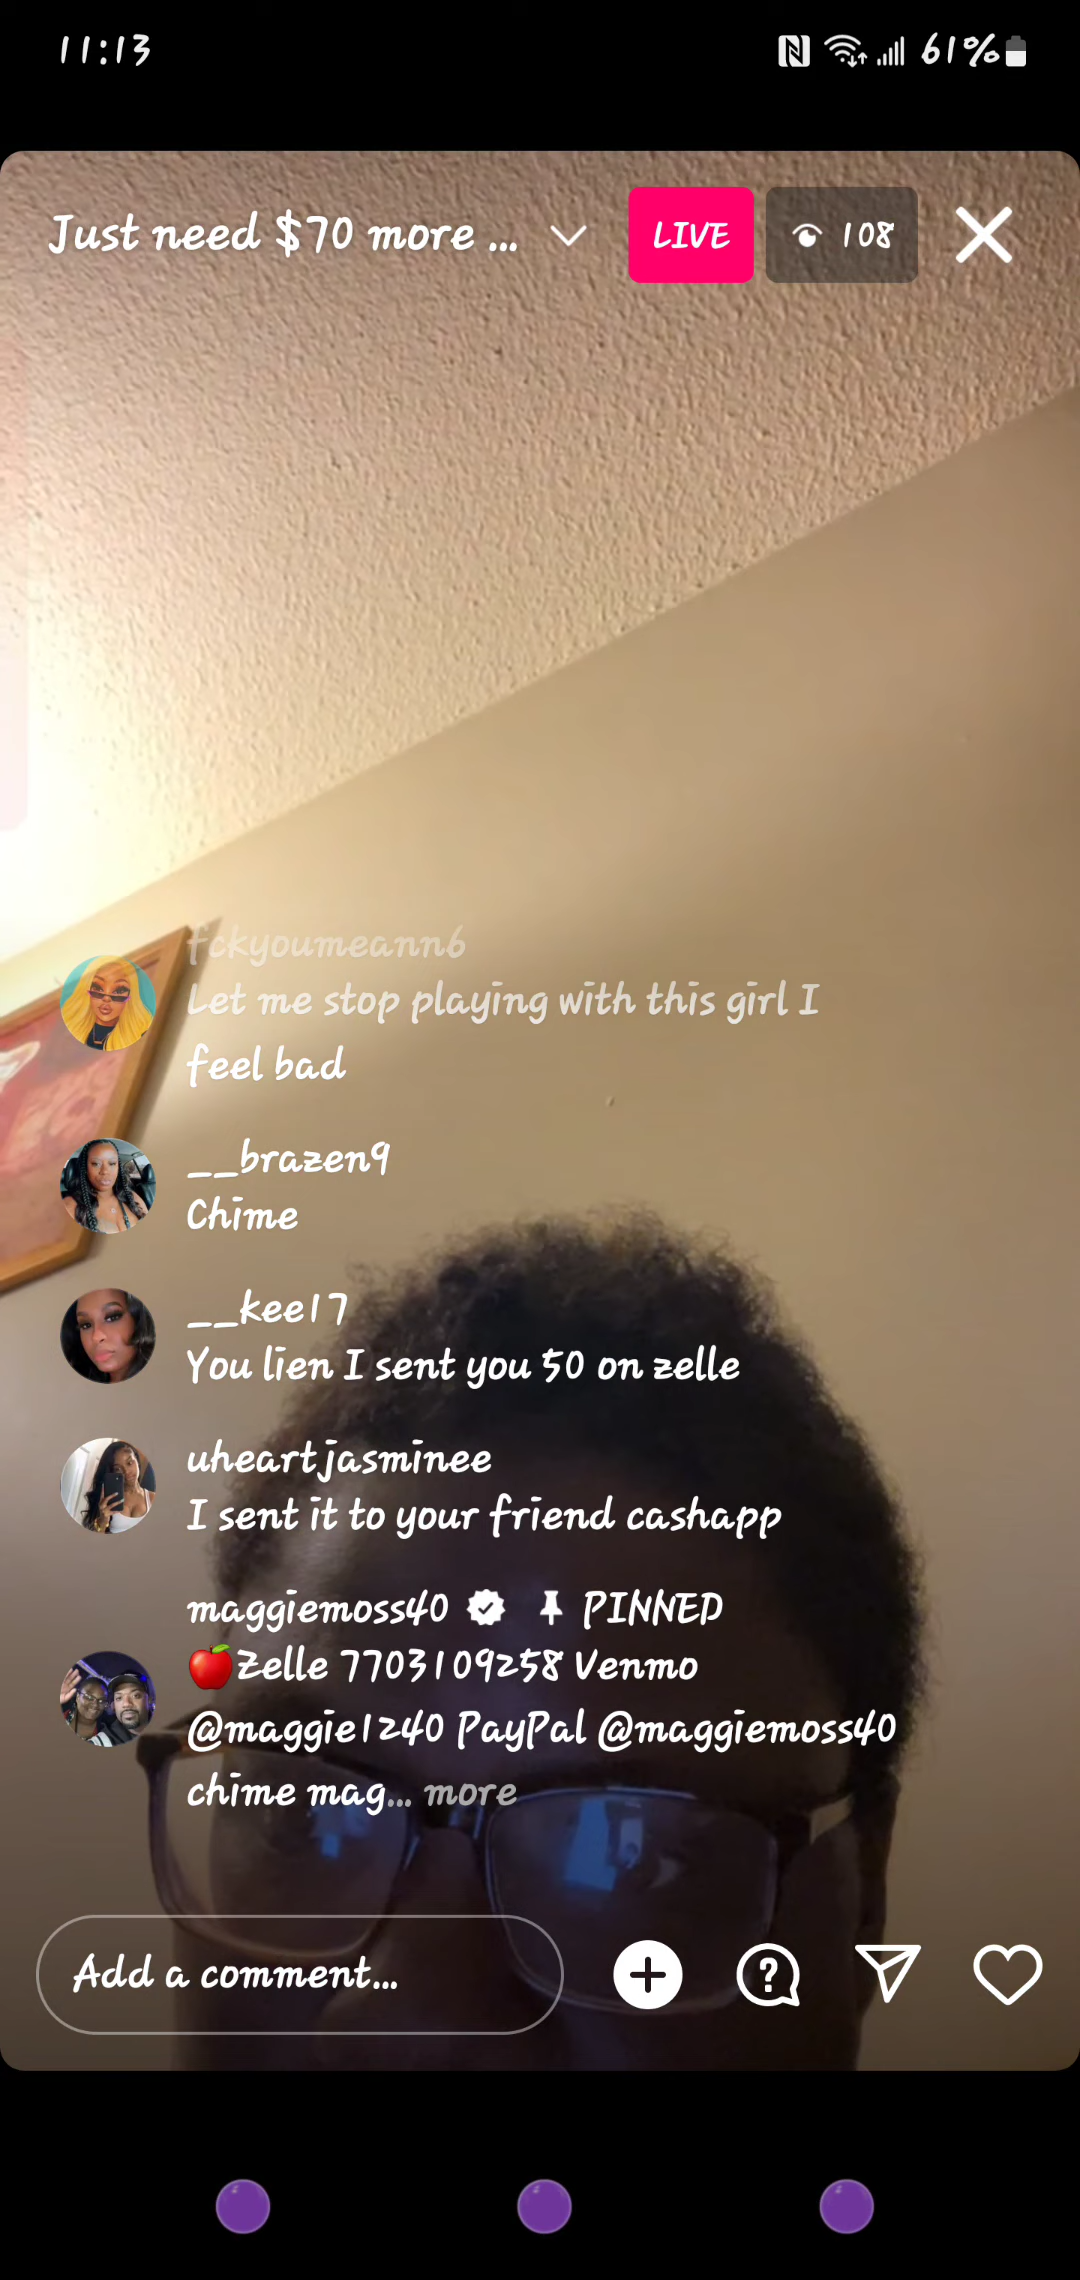 11:13 61%
Just need $70 more ... LIVE 108
fckyoumeann6
Let me stop playing with this girl I
feel bad
__brazen9
Chime
__kee17
You lien I sent you 50 on zelle
uheartjasminee
I sent it to your friend cashapp
maggiemoss40 PINNED
🍎Zelle 7703109258 Venmo
@maggie1240 PayPal @maggiemoss40
chime mag... more
Add a comment...